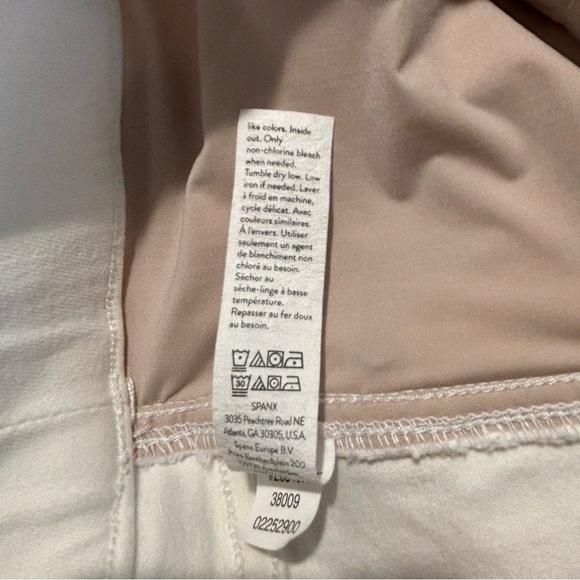 like colors. Inside
out. Only
non-chlorine bleach
when needed.
Tumble dry low. Low
iron if needed. Laver
à froid en machine,
cycle délicat. Avec
couleurs similaires.
À l'envers. Utiliser
seulement un agent
de blanchiment non
chloré au besoin.
Sécher au
sèche-linge à basse
température.
Repasser au fer doux
au besoin.
30
SPANX
3035 Peachtree Road NE
Atlanta, GA 30305, U.S.A
Spanx Europe B.V.
200
38009
02252900